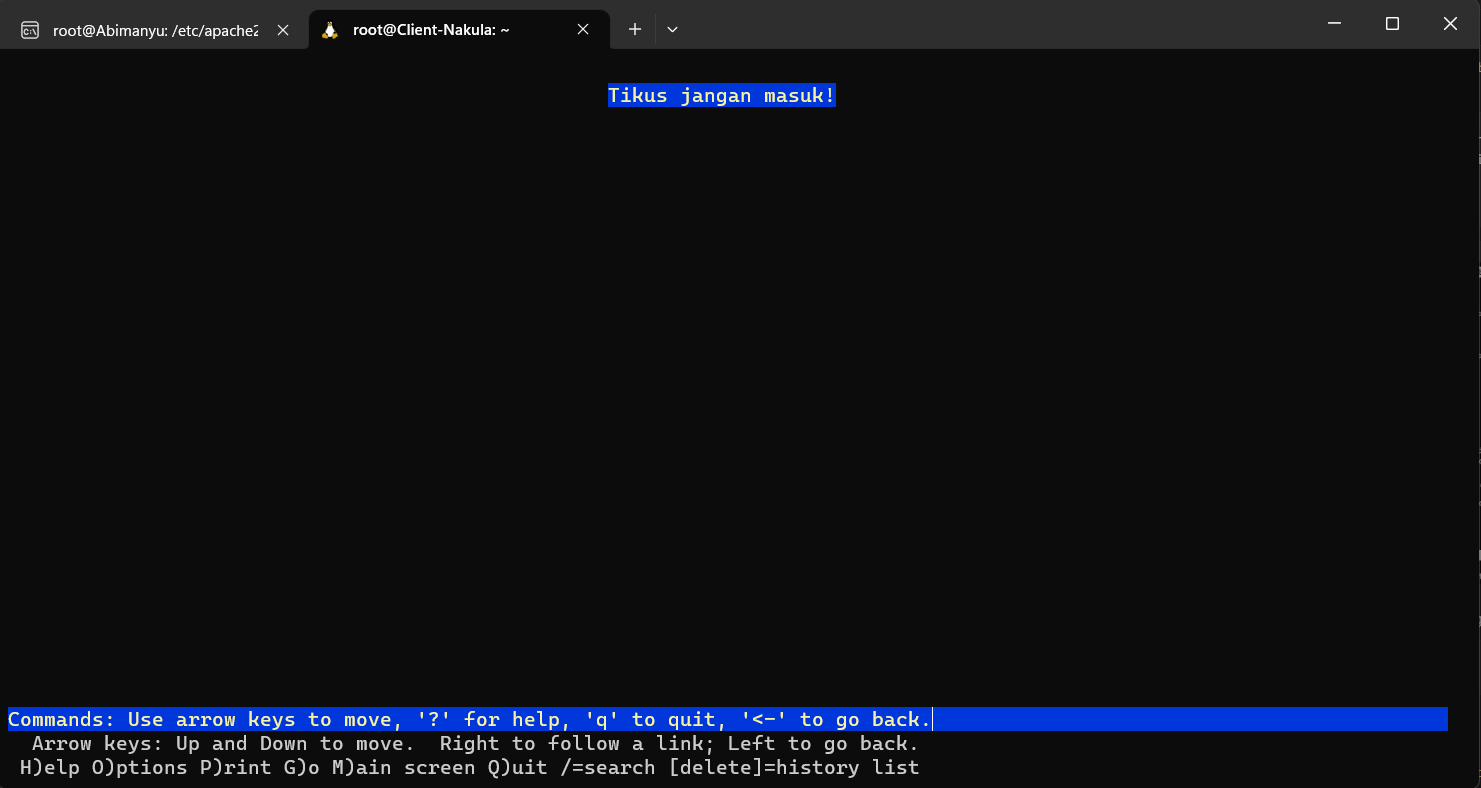 root@Abimanyu: /etc/apache2
root@Client-Nakula: ~
Tikus jangan masuk!
Commands: Use arrow keys to move, '?' for help, 'q' to quit, '<-' to go back.
Arrow keys: Up and Down to move.  Right to follow a link; Left to go back.
H)elp O)ptions P)rint G)o M)ain screen Q)uit /=search [delete]=history list